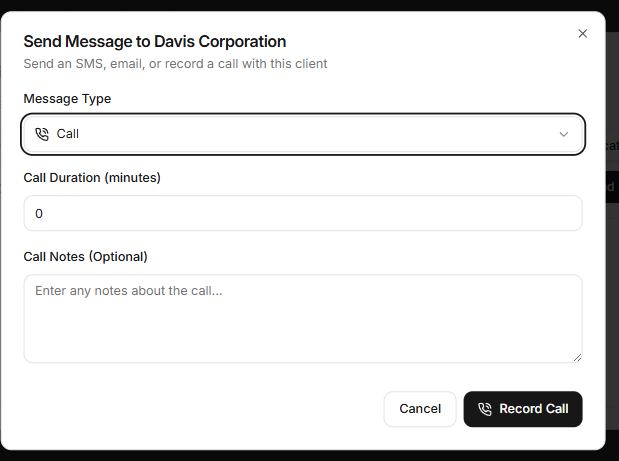 Send Message to Davis Corporation
Send an SMS, email, or record a call with this client
Message Type
Call
Call Duration (minutes)
0
Call Notes (Optional)
Enter any notes about the call...
Cancel
Record Call